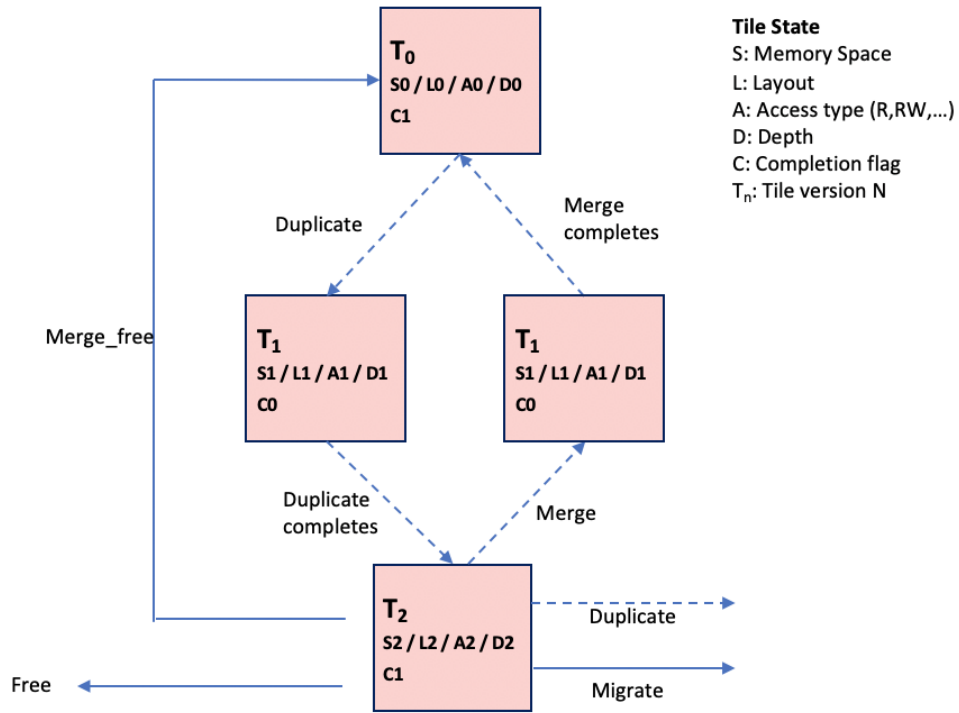 T₀
S0 / L0 / A0 / D0
C1
Tile State
S: Memory Space
L: Layout
A: Access type (R,RW,...)
D: Depth
C: Completion flag
Tₙ: Tile version N
Duplicate
Merge
completes
Merge_free
T₁
S1 / L1 / A1 / D1
C0
T₁
S1 / L1 / A1 / D1
C0
Duplicate
completes
Merge
T₂
S2 / L2 / A2 / D2
C1
Duplicate
Migrate
Free